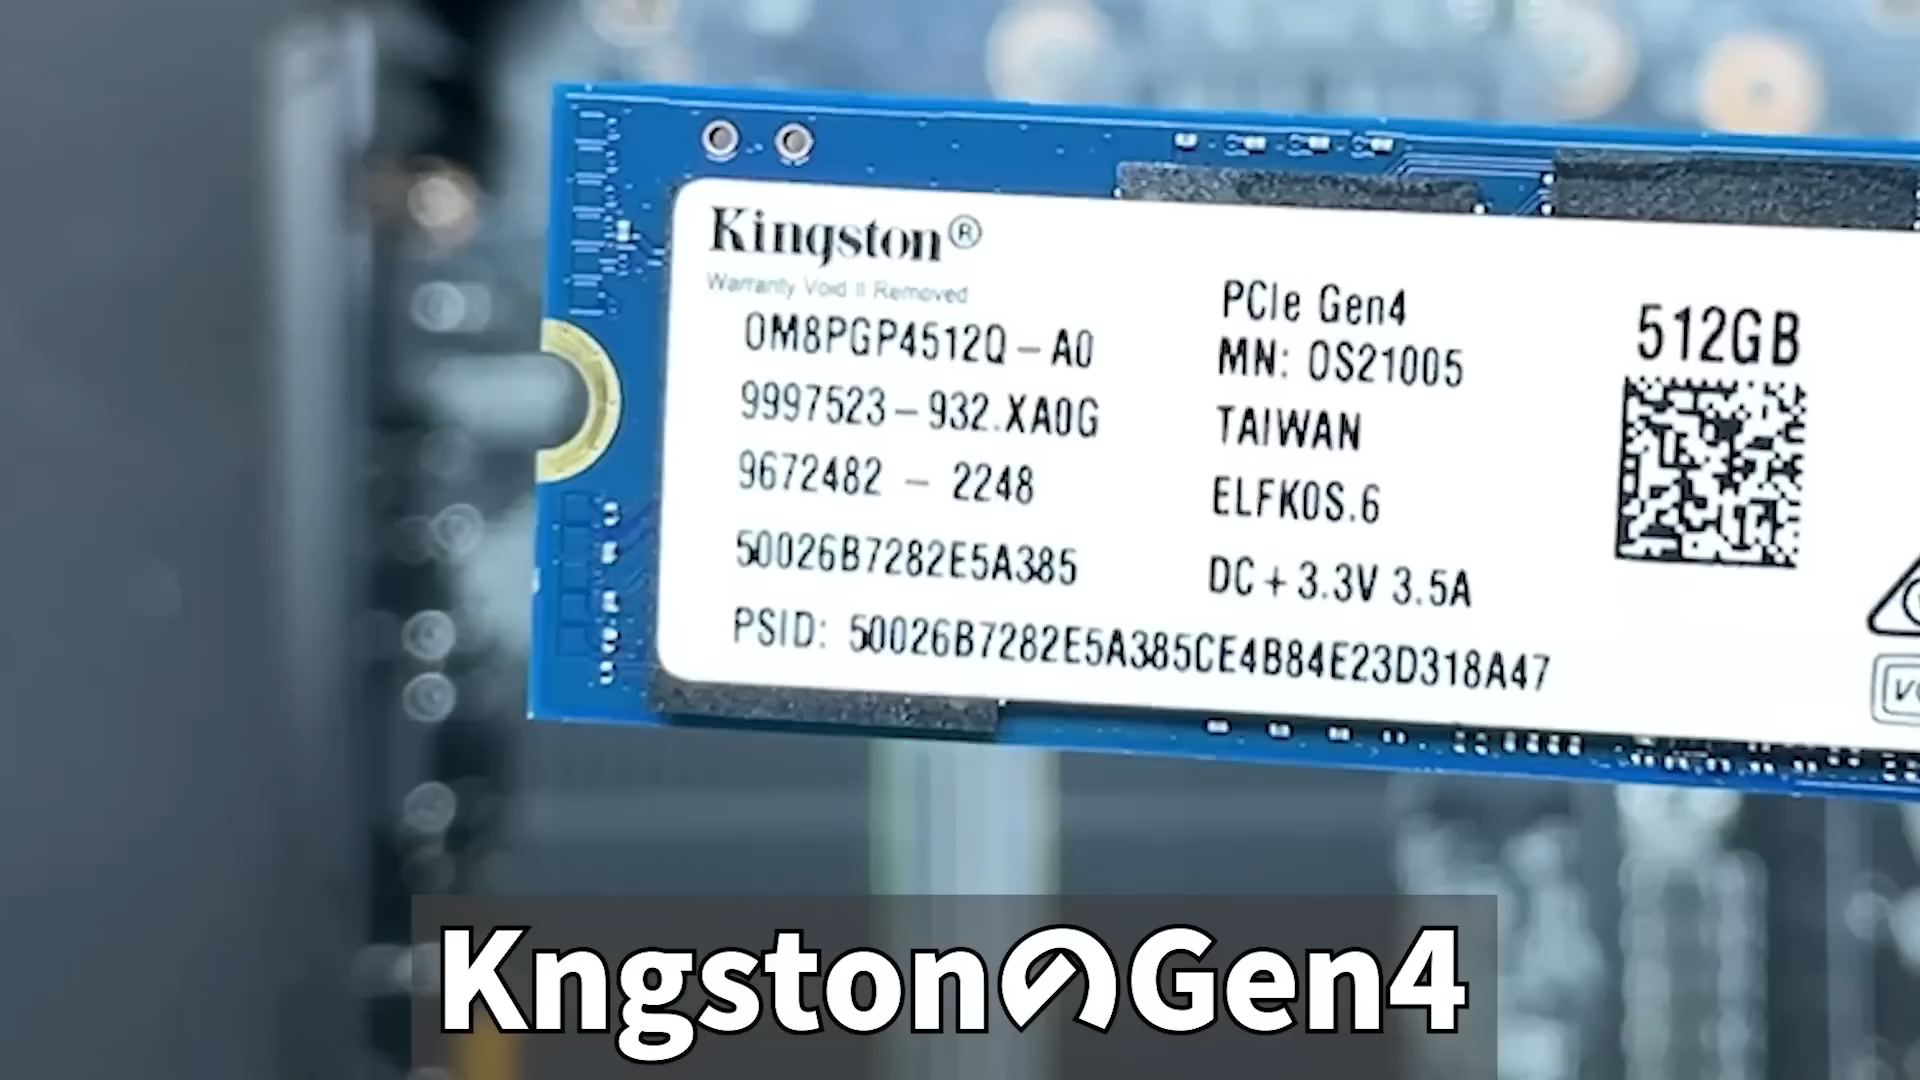 Kingston®
Warranty Void If Removed
OM8PGP4512Q-A0
9997523-932.XA0G
9672482 - 2248
50026B7282E5A385
PSID: 50026B7282E5A385CE4B84E23D318A47
PCIe Gen4
MN: OS21005
TAIWAN
ELFK0S.6
DC+3.3V 3.5A
512GB
KngstonのGen4